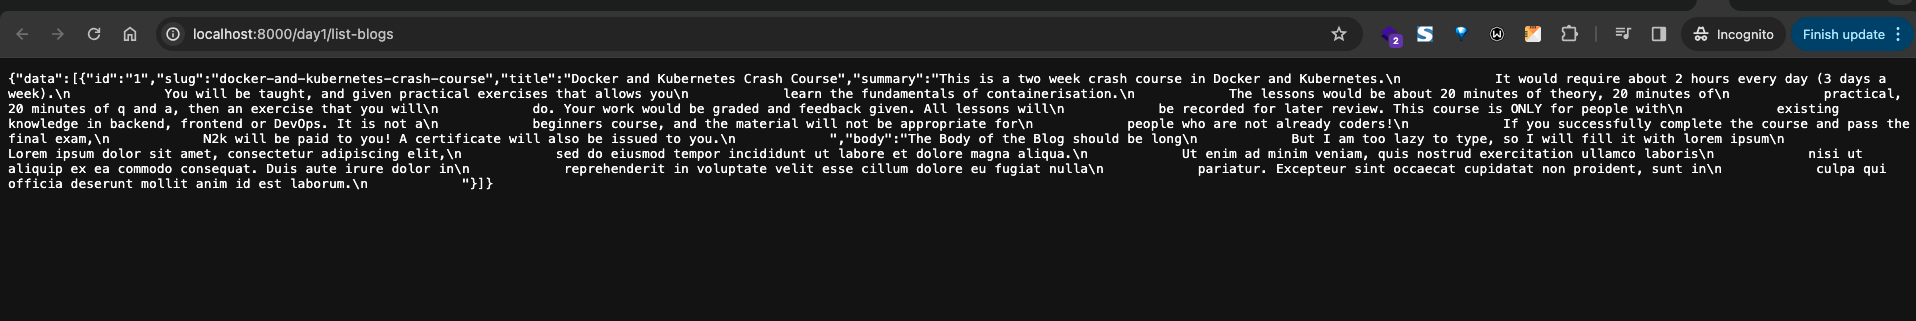 localhost:8000/day1/list-blogs
2
S
W
Incognito
Finish update
{"data":[{"id":"1","slug":"docker-and-kubernetes-crash-course","title":"Docker and Kubernetes Crash Course","summary":"This is a two week crash course in Docker and Kubernetes.\n            It would require about 2 hours every day (3 days a
week).\n            You will be taught, and given practical exercises that allows you\n            learn the fundamentals of containerisation.\n            The lessons would be about 20 minutes of theory, 20 minutes of\n            practical,
20 minutes of q and a, then an exercise that you will\n            do. Your work would be graded and feedback given. All lessons will\n            be recorded for later review. This course is ONLY for people with\n            existing
knowledge in backend, frontend or DevOps. It is not a\n            beginners course, and the material will not be appropriate for\n            people who are not already coders!\n            If you successfully complete the course and pass the
final exam,\n            N2k will be paid to you! A certificate will also be issued to you.\n            ","body":"The Body of the Blog should be long\n            But I am too lazy to type, so I will fill it with lorem ipsum\n
Lorem ipsum dolor sit amet, consectetur adipiscing elit,\n            sed do eiusmod tempor incididunt ut labore et dolore magna aliqua.\n            Ut enim ad minim veniam, quis nostrud exercitation ullamco laboris\n            nisi ut
aliquip ex ea commodo consequat. Duis aute irure dolor in\n            reprehenderit in voluptate velit esse cillum dolore eu fugiat nulla\n            pariatur. Excepteur sint occaecat cupidatat non proident, sunt in\n            culpa qui
officia deserunt mollit anim id est laborum.\n            "}]}